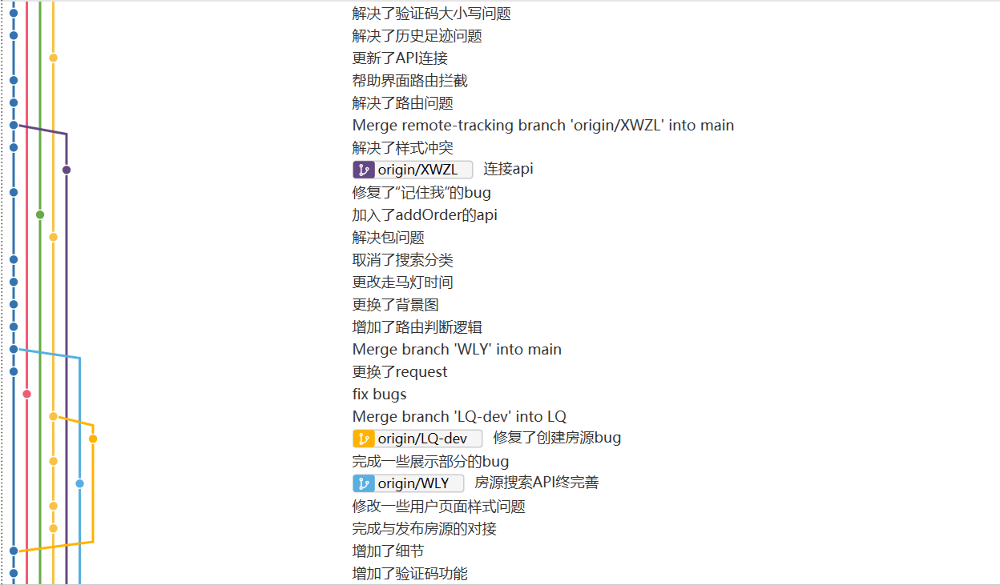 解决了验证码大小写问题
解决了历史足迹问题
更新了API连接
帮助界面路由拦截
解决了路由问题
Merge remote-tracking branch 'origin/XWZL' into main
解决了样式冲突
origin/XWZL 连接api
修复了“记住我”的bug
加入了addOrder的api
解决包问题
取消了搜索分类
更改走马灯时间
更换了背景图
增加了路由判断逻辑
Merge branch 'WLY' into main
更换了request
fix bugs
Merge branch 'LQ-dev' into LQ
origin/LQ-dev 修复了创建房源bug
完成一些展示部分的bug
origin/WLY 房源搜索API终完善
修改一些用户页面样式问题
完成与发布房源的对接
增加了细节
增加了验证码功能